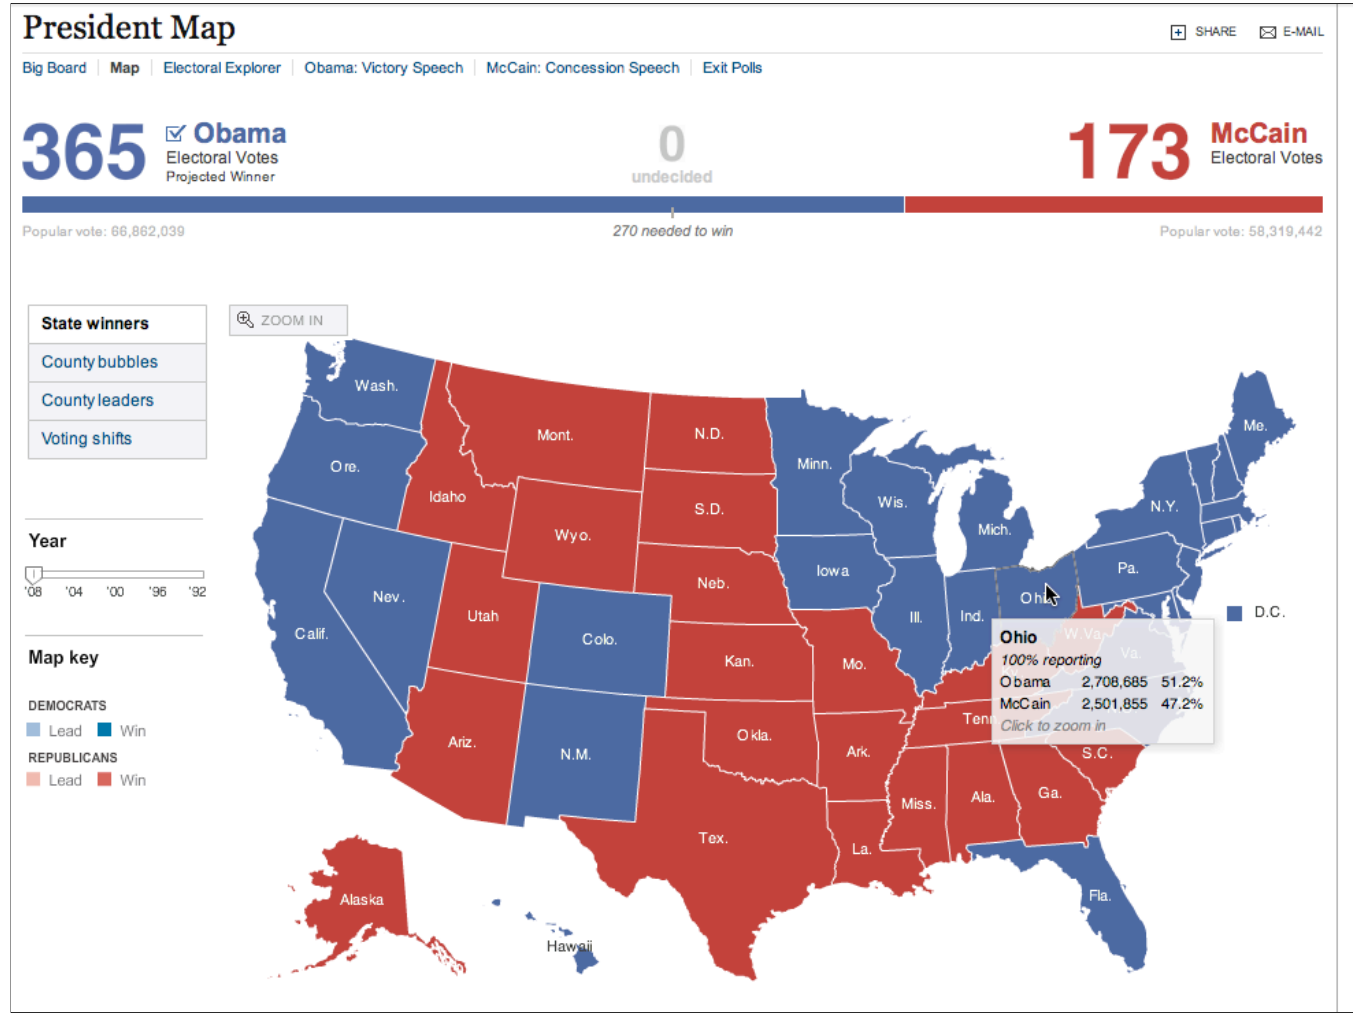 President Map
SHARE E-MAIL
Big Board Map Electoral Explorer Obama: Victory Speech McCain: Concession Speech Exit Polls
365 Obama
Electoral Votes
Projected Winner
0
undecided
173 McCain
Electoral Votes
Popular vote: 66,862,039
270 needed to win
Popular vote: 58,319,442
State winners
County bubbles
County leaders
Voting shifts
ZOOM IN
Year
'08 '04 '00 '96 '92
Map key
DEMOCRATS
Lead Win
REPUBLICANS
Lead Win
Wash.
Ore.
Idaho
Mont.
N.D.
Minn.
Me.
S.D.
Wis.
N.Y.
Wyo.
Mich.
Neb.
Iowa
Pa.
Nev.
Utah
Colo.
Ill.
Ind.
D.C.
Calif.
Kan.
Mo.
W.Va.
Va.
Ohio
100% reporting
Obama 2,708,685 51.2%
McCain 2,501,855 47.2%
Click to zoom in
Ariz.
N.M.
Okla.
Ark.
Tenn.
S.C.
Miss.
Ala.
Ga.
Tex.
La.
Fla.
Alaska
Hawaii